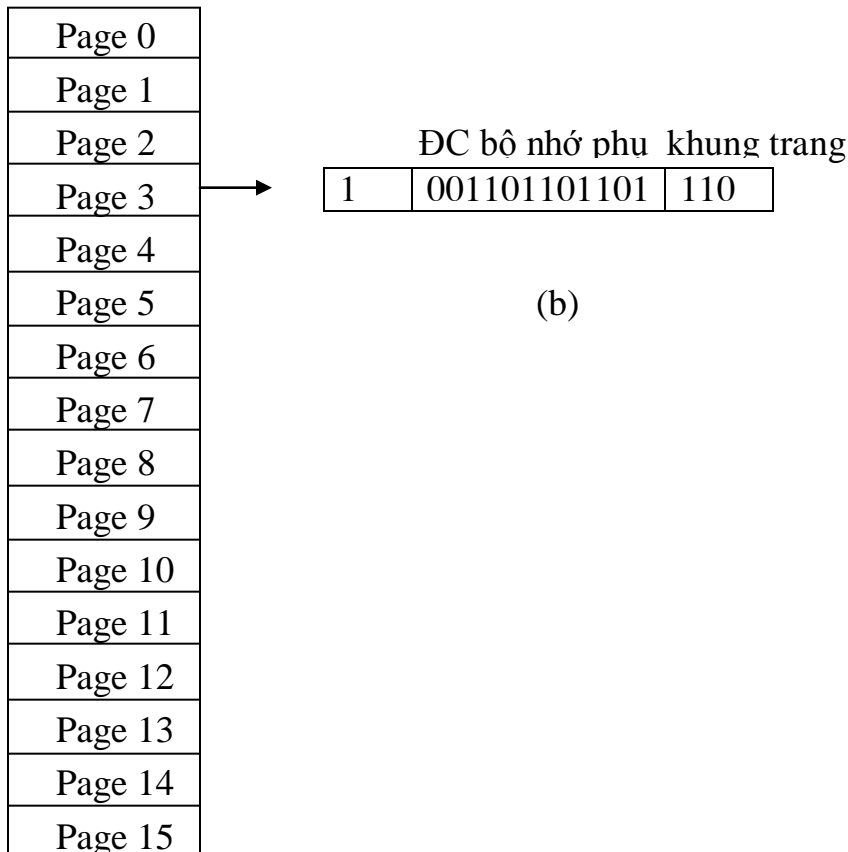 Page 0
Page 1
Page 2
ĐC bộ nhớ phụ khung trang
Page 3
1 001101101101 110
Page 4
Page 5
(b)
Page 6
Page 7
Page 8
Page 9
Page 10
Page 11
Page 12
Page 13
Page 14
Page 15